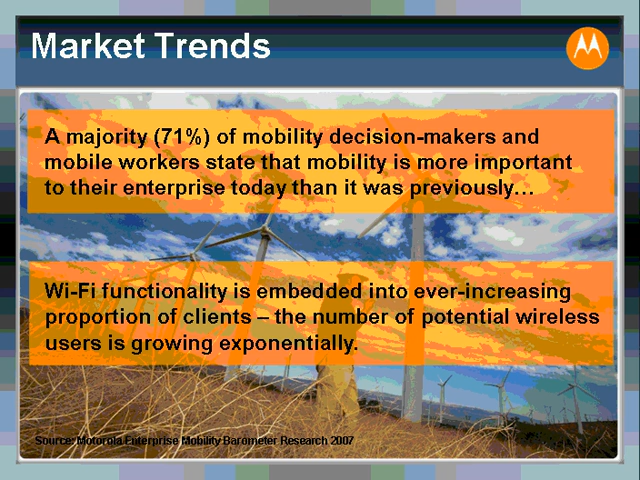 Market Trends
A majority (71%) of mobility decision-makers and
mobile workers state that mobility is more important
to their enterprise today than it was previously…
Wi-Fi functionality is embedded into ever-increasing
proportion of clients – the number of potential wireless
users is growing exponentially.
Source: Motorola Enterprise Mobility Barometer Research 2007